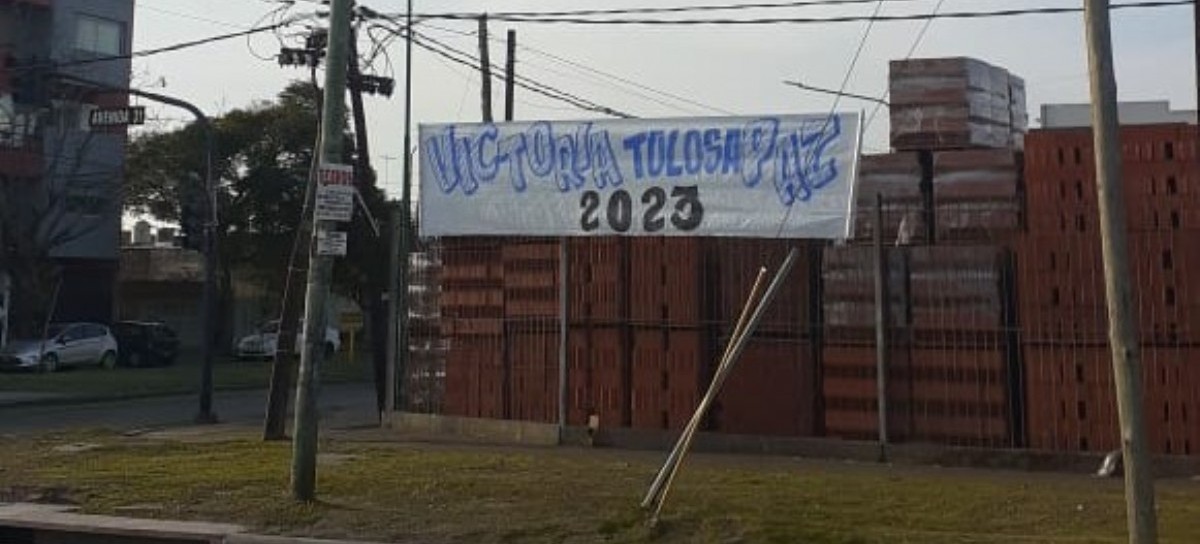 AVENIDA 31
VICTORIA TOLOSA PAZ
2023